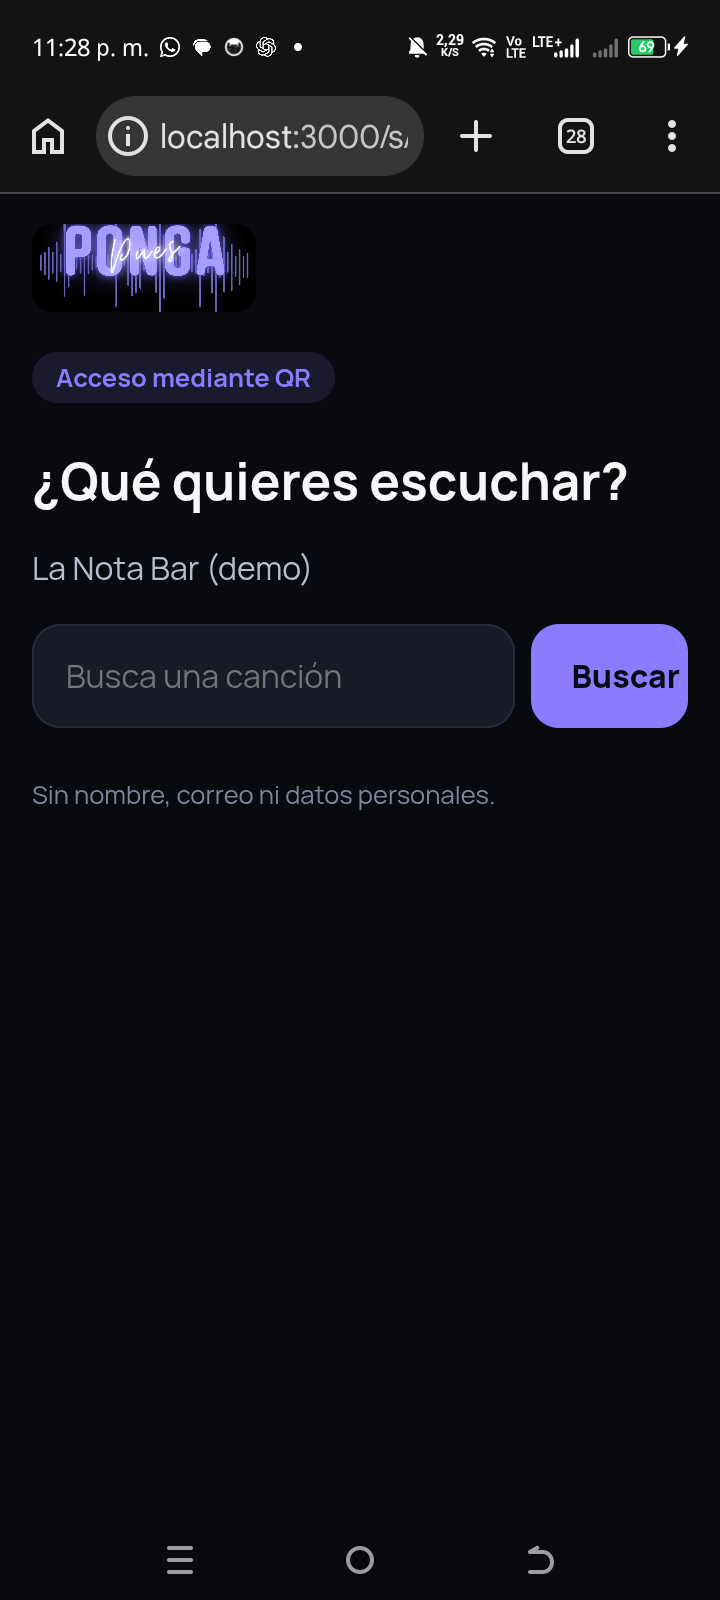 11:28 p. m.
2,29 K/S
Vo LTE
LTE+
69
localhost:3000/s/
28
PONGA
Pues
Acceso mediante QR
¿Qué quieres escuchar?
La Nota Bar (demo)
Busca una canción
Buscar
Sin nombre, correo ni datos personales.